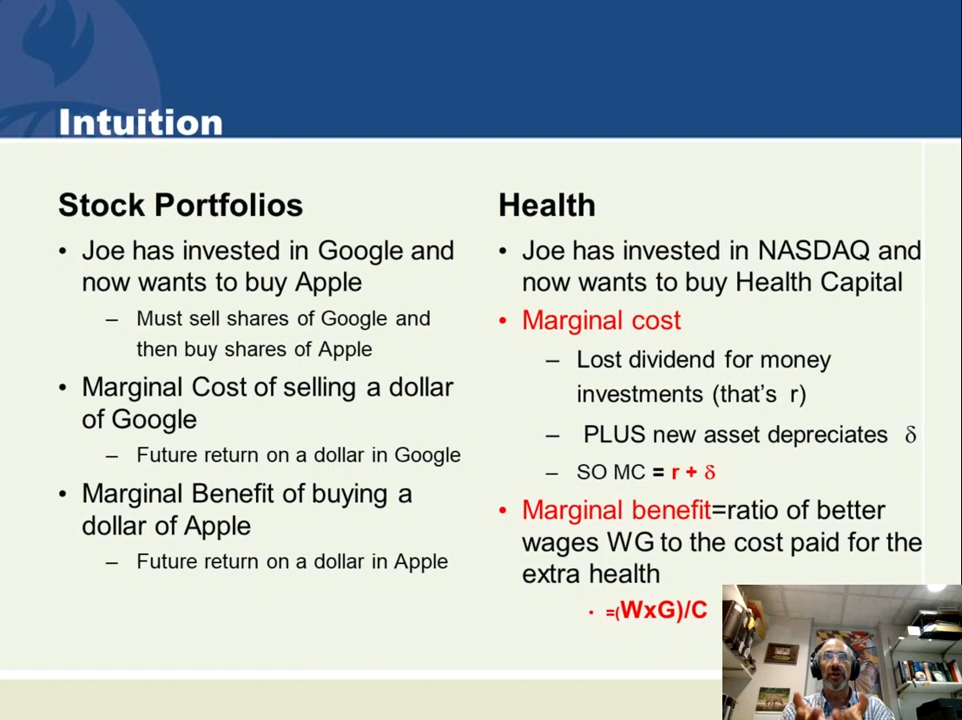 Intuition
Stock Portfolios
• Joe has invested in Google and
now wants to buy Apple
– Must sell shares of Google and
then buy shares of Apple
• Marginal Cost of selling a dollar
of Google
– Future return on a dollar in Google
• Marginal Benefit of buying a
dollar of Apple
– Future return on a dollar in Apple
Health
• Joe has invested in NASDAQ and
now wants to buy Health Capital
• Marginal cost
– Lost dividend for money
investments (that's r)
– PLUS new asset depreciates δ
– SO MC = r + δ
• Marginal benefit=ratio of better
wages WG to the cost paid for the
extra health
• =(WxG)/C